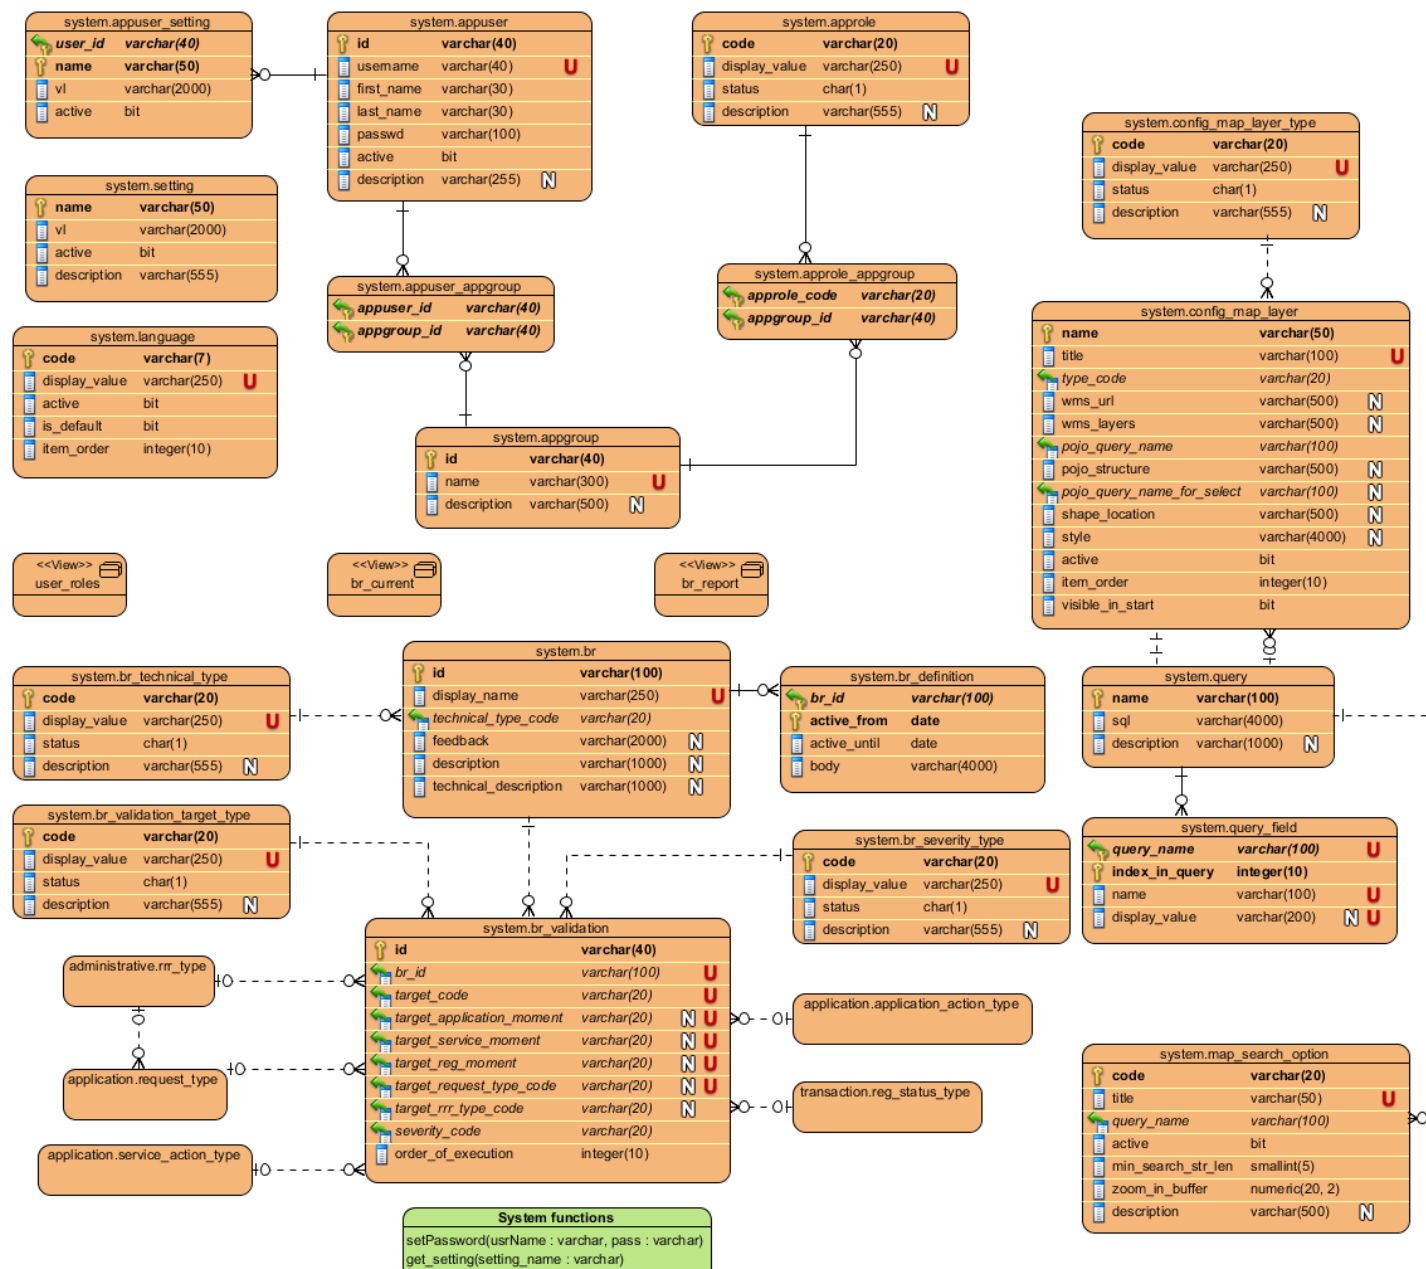 system.appuser_setting
user_id varchar(40)
name varchar(50)
vl varchar(2000)
active bit
system.appuser
id varchar(40)
username varchar(40) U
first_name varchar(30)
last_name varchar(30)
passwd varchar(100)
active bit
description varchar(255) N
system.approle
code varchar(20)
display_value varchar(250) U
status char(1)
description varchar(555) N
system.config_map_layer_type
code varchar(20)
display_value varchar(250) U
status char(1)
description varchar(555) N
system.setting
name varchar(50)
vl varchar(2000)
active bit
description varchar(555)
system.appuser_appgroup
appuser_id varchar(40)
appgroup_id varchar(40)
system.approle_appgroup
approle_code varchar(20)
appgroup_id varchar(40)
system.language
code varchar(7)
display_value varchar(250) U
active bit
is_default bit
item_order integer(10)
system.appgroup
id varchar(40)
name varchar(300) U
description varchar(500) N
system.config_map_layer
name varchar(50)
title varchar(100) U
type_code varchar(20)
wms_url varchar(500) N
wms_layers varchar(500) N
pojo_query_name varchar(100)
pojo_structure varchar(500) N
pojo_query_name_for_select varchar(100) N
shape_location varchar(500) N
style varchar(4000) N
active bit
item_order integer(10)
visible_in_start bit
<<View>>
user_roles
<<View>>
br_current
<<View>>
br_report
system.br_technical_type
code varchar(20)
display_value varchar(250) U
status char(1)
description varchar(555) N
system.br
id varchar(100)
display_name varchar(250) U
technical_type_code varchar(20)
feedback varchar(2000) N
description varchar(1000) N
technical_description varchar(1000) N
system.br_definition
br_id varchar(100)
active_from date
active_until date
body varchar(4000)
system.query
name varchar(100)
sql varchar(4000)
description varchar(1000) N
system.br_validation_target_type
code varchar(20)
display_value varchar(250) U
status char(1)
description varchar(555) N
system.br_severity_type
code varchar(20)
display_value varchar(250) U
status char(1)
description varchar(555) N
system.query_field
query_name varchar(100) U
index_in_query integer(10)
name varchar(100) U
display_value varchar(200) N U
system.br_validation
id varchar(40)
br_id varchar(100) U
target_code varchar(20) U
target_application_moment varchar(20) N U
target_service_moment varchar(20) N U
target_reg_moment varchar(20) N U
target_request_type_code varchar(20) N U
target_rrr_type_code varchar(20) N
severity_code varchar(20)
order_of_execution integer(10)
administrative.rrr_type
application.request_type
application.service_action_type
application.application_action_type
transaction.reg_status_type
system.map_search_option
code varchar(20)
title varchar(50) U
query_name varchar(100)
active bit
min_search_str_len smallint(5)
zoom_in_buffer numeric(20, 2)
description varchar(500) N
System functions
setPassword(usrName : varchar, pass : varchar)
get_setting(setting_name : varchar)